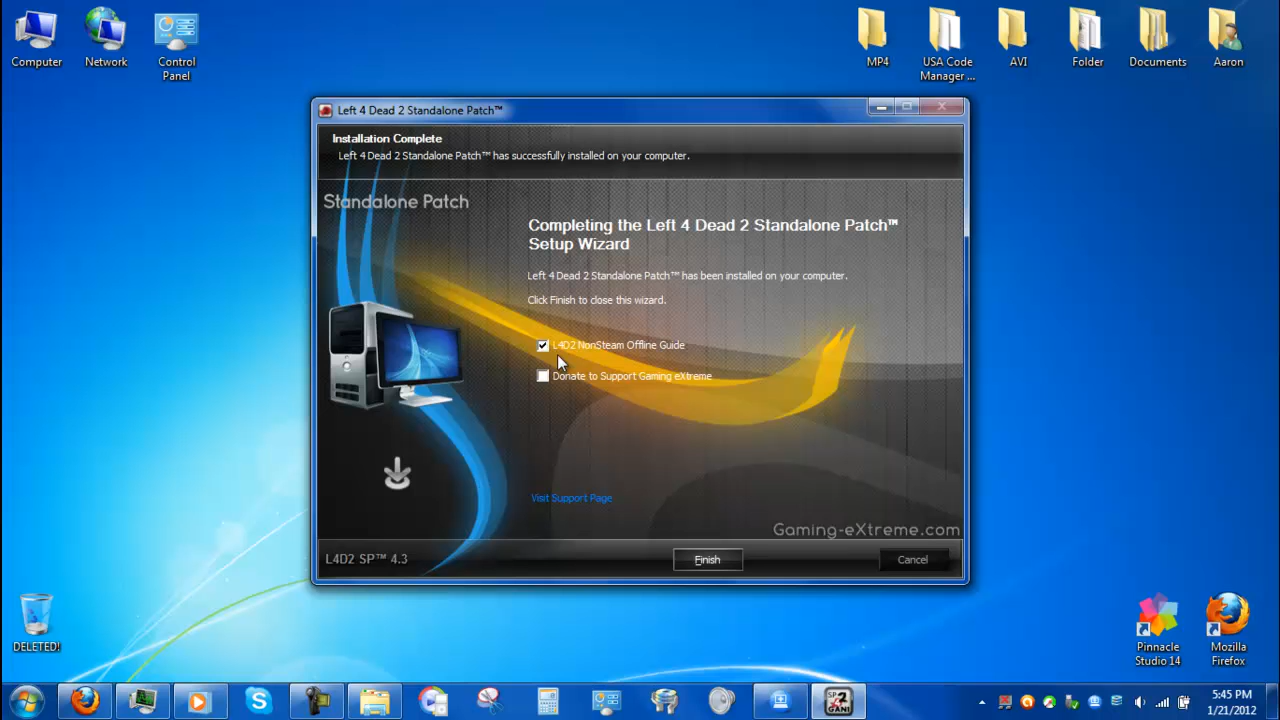 Computer
Network
Control
Panel
MP4
USA Code
Manager ...
AVI
Folder
Documents
Aaron
Left 4 Dead 2 Standalone Patch™
Installation Complete
Left 4 Dead 2 Standalone Patch™ has successfully installed on your computer.
Standalone Patch
Completing the Left 4 Dead 2 Standalone Patch™
Setup Wizard
Left 4 Dead 2 Standalone Patch™ has been installed on your computer.
Click Finish to close this wizard.
L4D2 NonSteam Offline Guide
Donate to Support Gaming eXtreme
Visit Support Page
Gaming-eXtreme.com
L4D2 SP™ 4.3
Finish
Cancel
DELETED!
Pinnacle
Studio 14
Mozilla
Firefox
SP
2
GANI
5:45 PM
1/21/2012